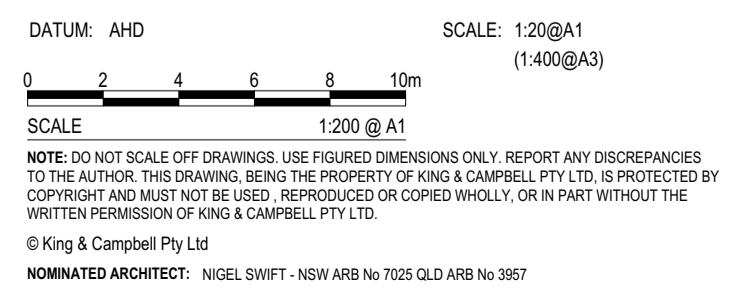 DATUM: AHD SCALE: 1:20@A1
(1:400@A3)
0 2 4 6 8 10m
SCALE 1:200 @ A1
NOTE: DO NOT SCALE OFF DRAWINGS. USE FIGURED DIMENSIONS ONLY. REPORT ANY DISCREPANCIES
TO THE AUTHOR. THIS DRAWING, BEING THE PROPERTY OF KING & CAMPBELL PTY LTD, IS PROTECTED BY
COPYRIGHT AND MUST NOT BE USED , REPRODUCED OR COPIED WHOLLY, OR IN PART WITHOUT THE
WRITTEN PERMISSION OF KING & CAMPBELL PTY LTD.
© King & Campbell Pty Ltd
NOMINATED ARCHITECT: NIGEL SWIFT - NSW ARB No 7025 QLD ARB No 3957